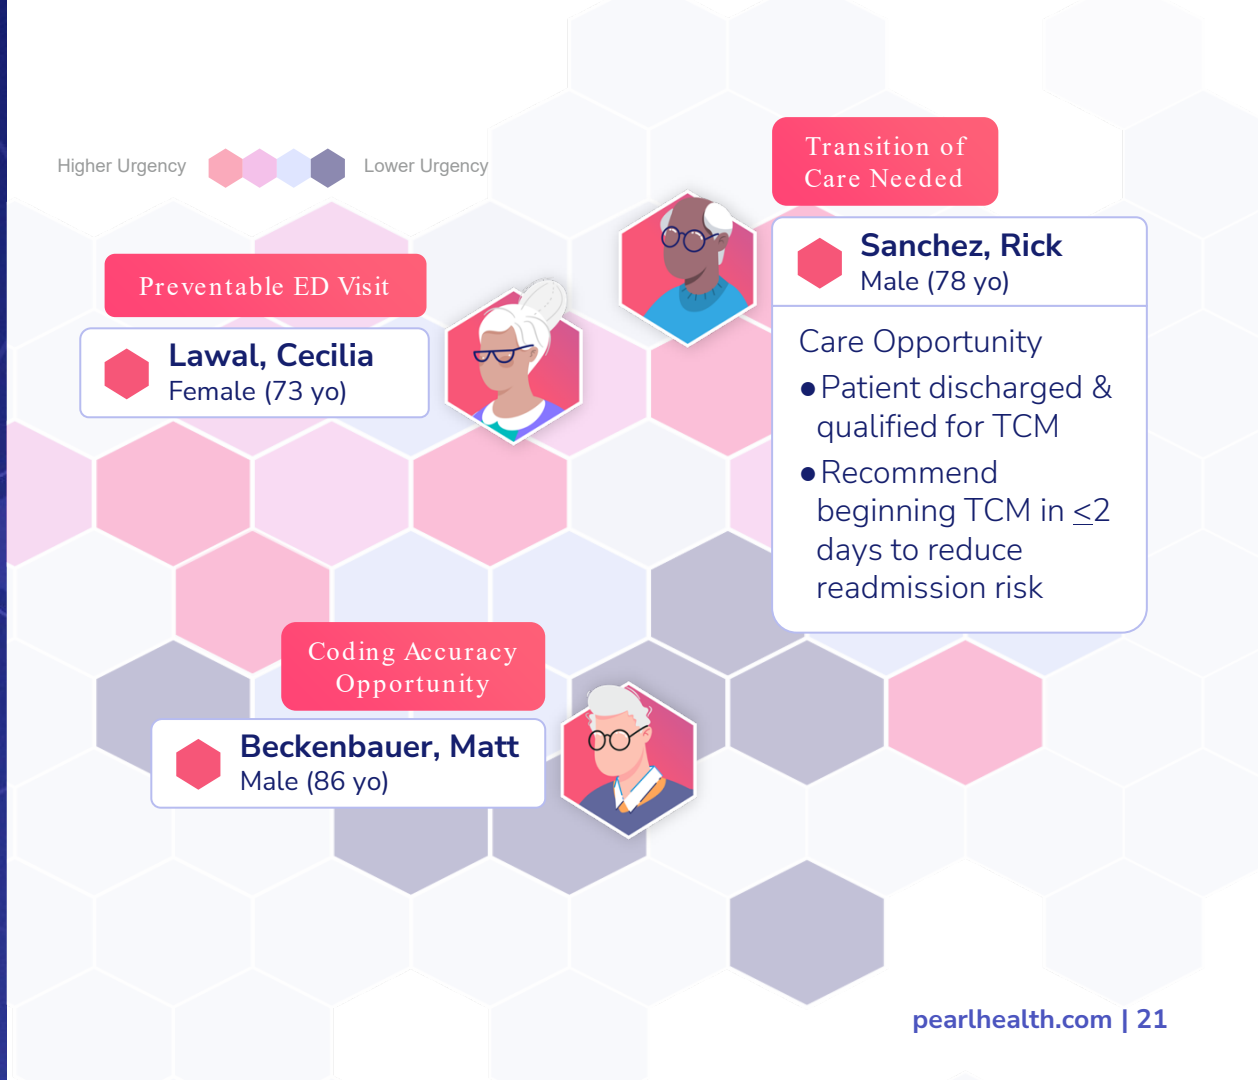 Higher Urgency
Lower Urgency
Preventable ED Visit
Lawal, Cecilia
Female (73 yo)
Transition of
Care Needed
Sanchez, Rick
Male (78 yo)
Care Opportunity
●Patient discharged &
qualified for TCM
●Recommend
beginning TCM in <2
days to reduce
readmission risk
Coding Accuracy
Opportunity
Beckenbauer, Matt
Male (86 yo)
pearlhealth.com | 21